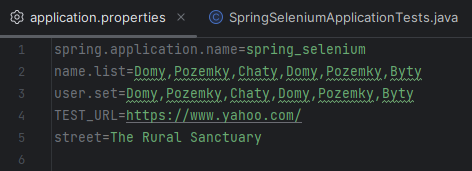 application.properties × SpringSeleniumApplicationTests.java
1 spring.application.name=spring_selenium
2 name.list=Domy,Pozemky,Chaty,Domy,Pozemky,Byty
3 user.set=Domy,Pozemky,Chaty,Domy,Pozemky,Byty
4 TEST_URL=https://www.yahoo.com/
5 street=The Rural Sanctuary
6